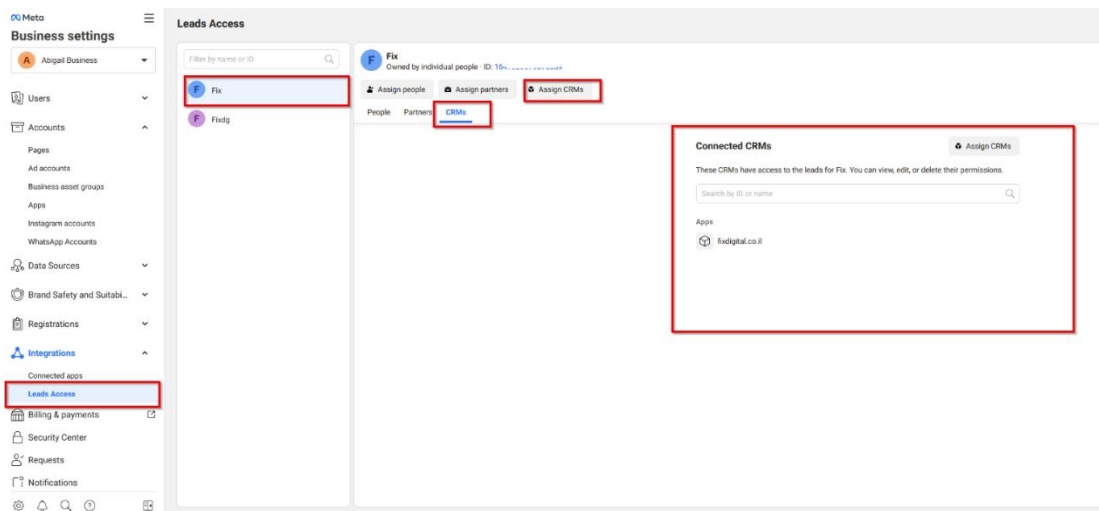 Meta
Business settings
A Abigail Business
Users
Accounts
Pages
Ad accounts
Business asset groups
Apps
Instagram accounts
WhatsApp Accounts
Data Sources
Brand Safety and Suitabi...
Registrations
Integrations
Connected apps
Leads Access
Billing & payments
Security Center
Requests
Notifications
Leads Access
Filter by name or ID
F Fix
F Fixdg
F Fix
Owned by individual people · ID:
Assign people Assign partners Assign CRMs
People Partners CRMs
Connected CRMs Assign CRMs
These CRMs have access to the leads for Fix. You can view, edit, or delete their permissions.
Search by ID or name
Apps
fixdigital.co.il